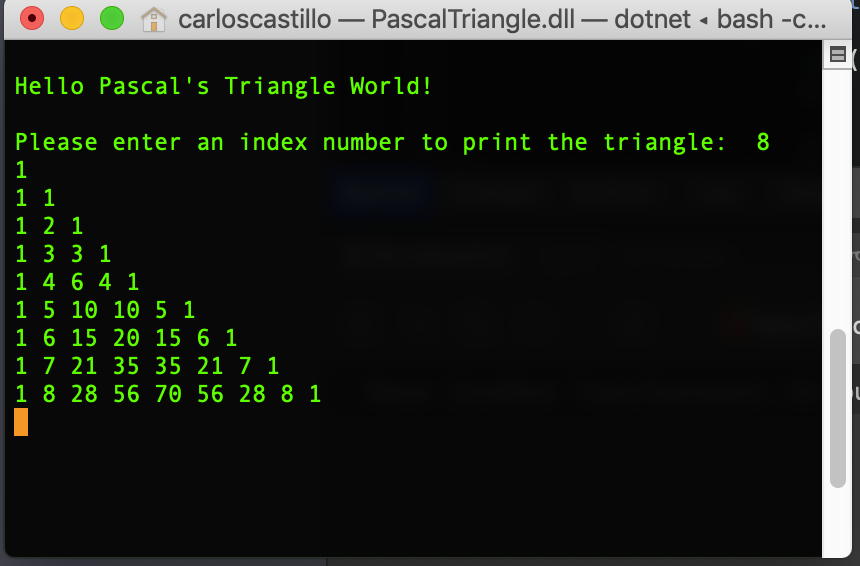 carloscastillo — PascalTriangle.dll — dotnet ◂ bash -c...
Hello Pascal's Triangle World!
Please enter an index number to print the triangle:  8
1
1 1
1 2 1
1 3 3 1
1 4 6 4 1
1 5 10 10 5 1
1 6 15 20 15 6 1
1 7 21 35 35 21 7 1
1 8 28 56 70 56 28 8 1